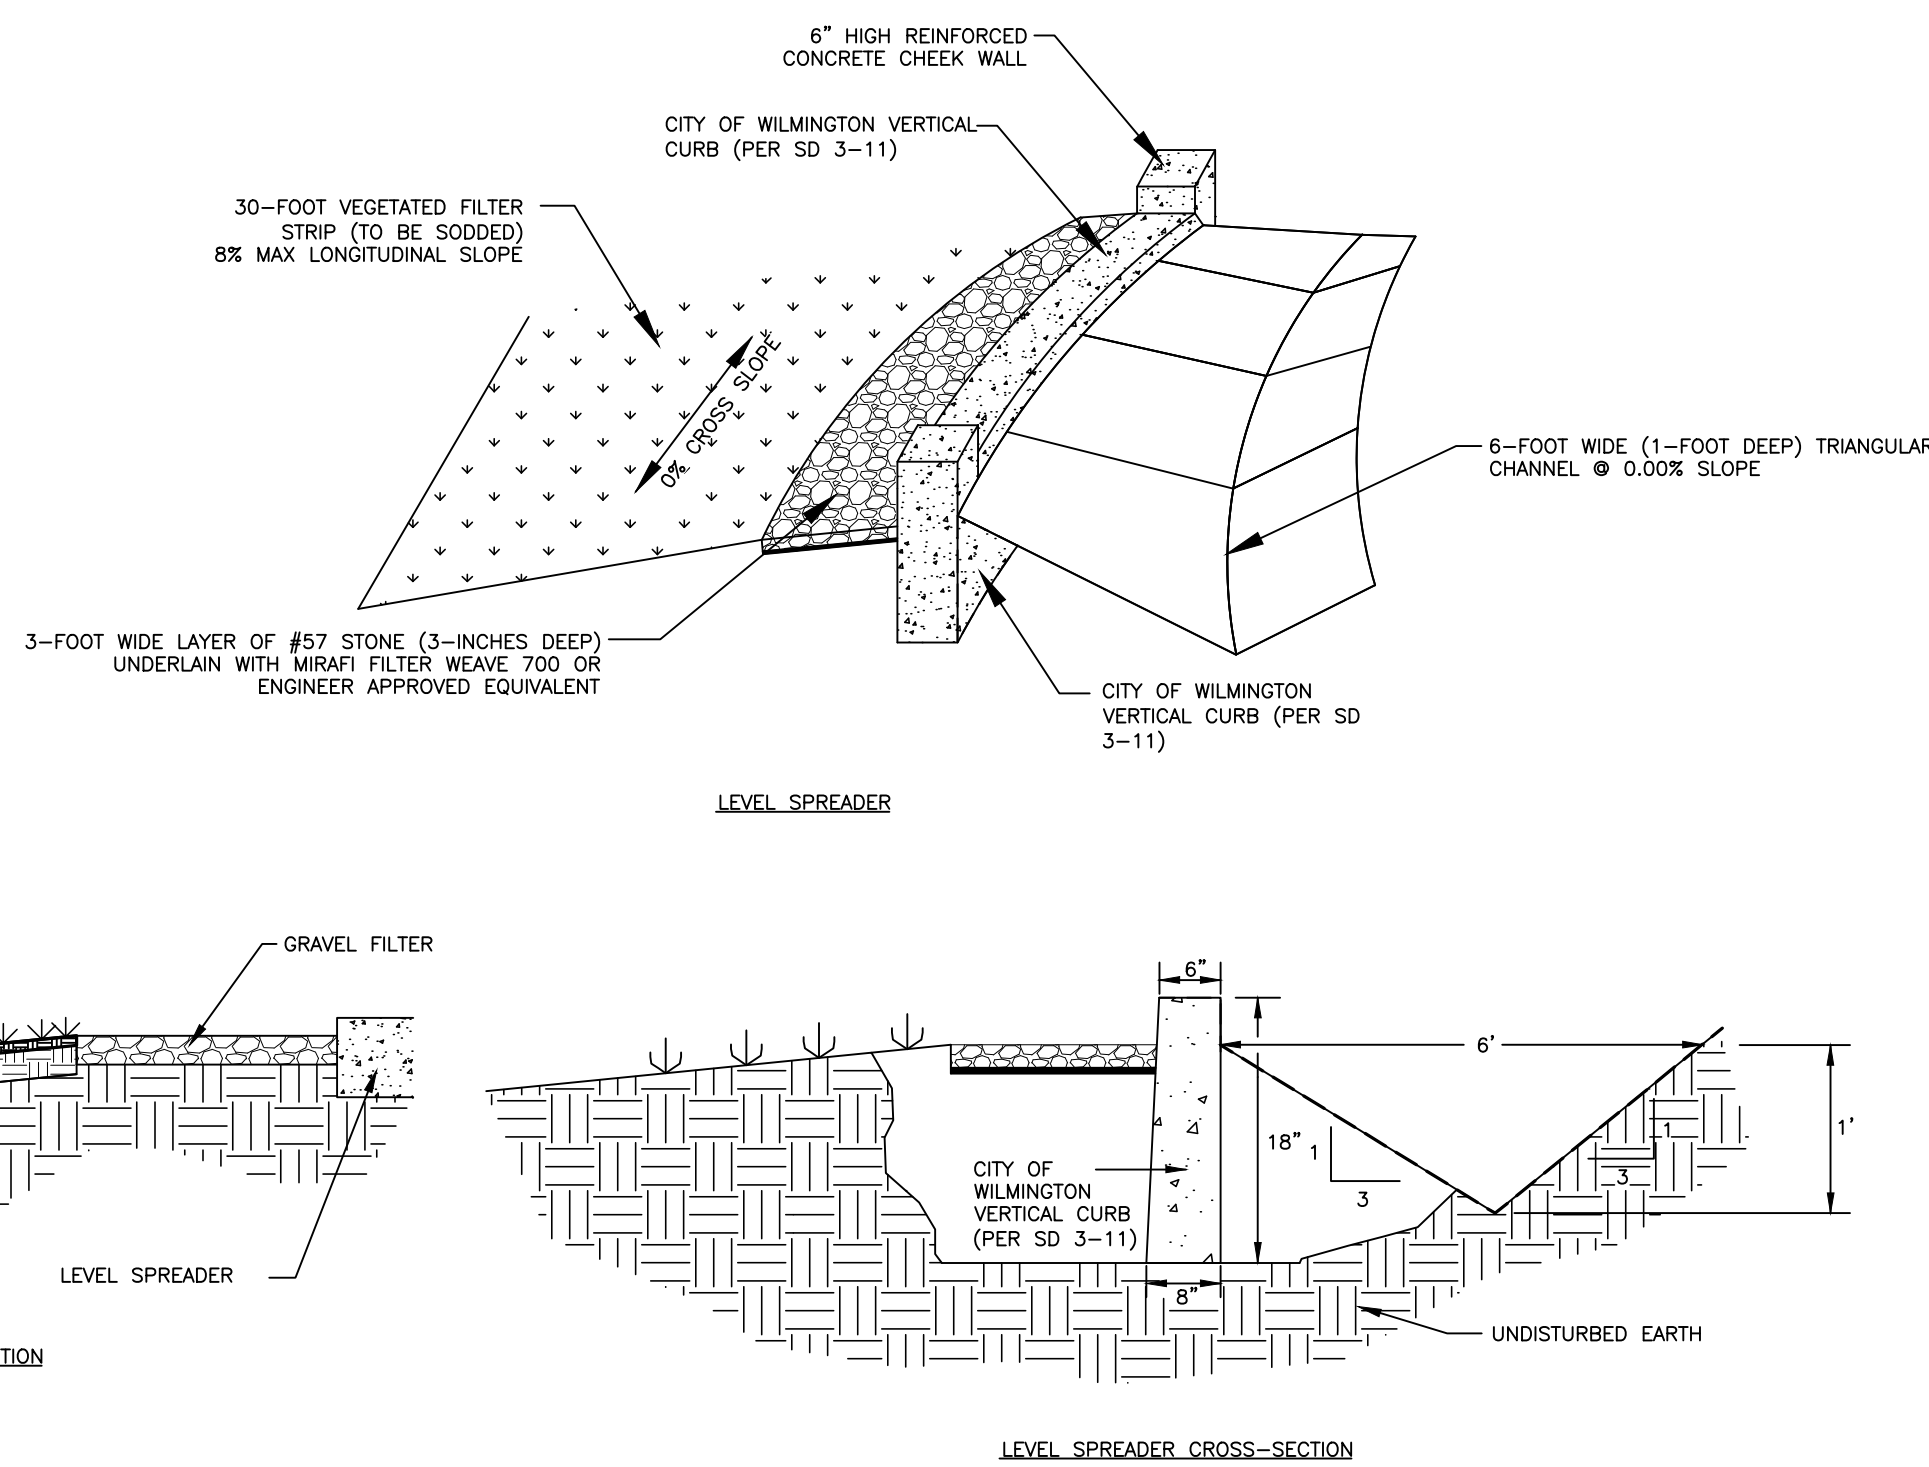 6” HIGH REINFORCED
CONCRETE CHEEK WALL
CITY OF WILMINGTON VERTICAL
CURB (PER SD 3-11)
30-FOOT VEGETATED FILTER
STRIP (TO BE SODDED)
8% MAX LONGITUDINAL SLOPE
0% CROSS SLOPE
6-FOOT WIDE (1-FOOT DEEP) TRIANGULAR
CHANNEL @ 0.00% SLOPE
3-FOOT WIDE LAYER OF #57 STONE (3-INCHES DEEP)
UNDERLAIN WITH MIRAFI FILTER WEAVE 700 OR
ENGINEER APPROVED EQUIVALENT
CITY OF WILMINGTON
VERTICAL CURB (PER SD
3-11)
LEVEL SPREADER
GRAVEL FILTER
LEVEL SPREADER
TION
6”
6'
18”
1
3
1
3
1'
CITY OF
WILMINGTON
VERTICAL CURB
(PER SD 3-11)
8”
UNDISTURBED EARTH
LEVEL SPREADER CROSS-SECTION